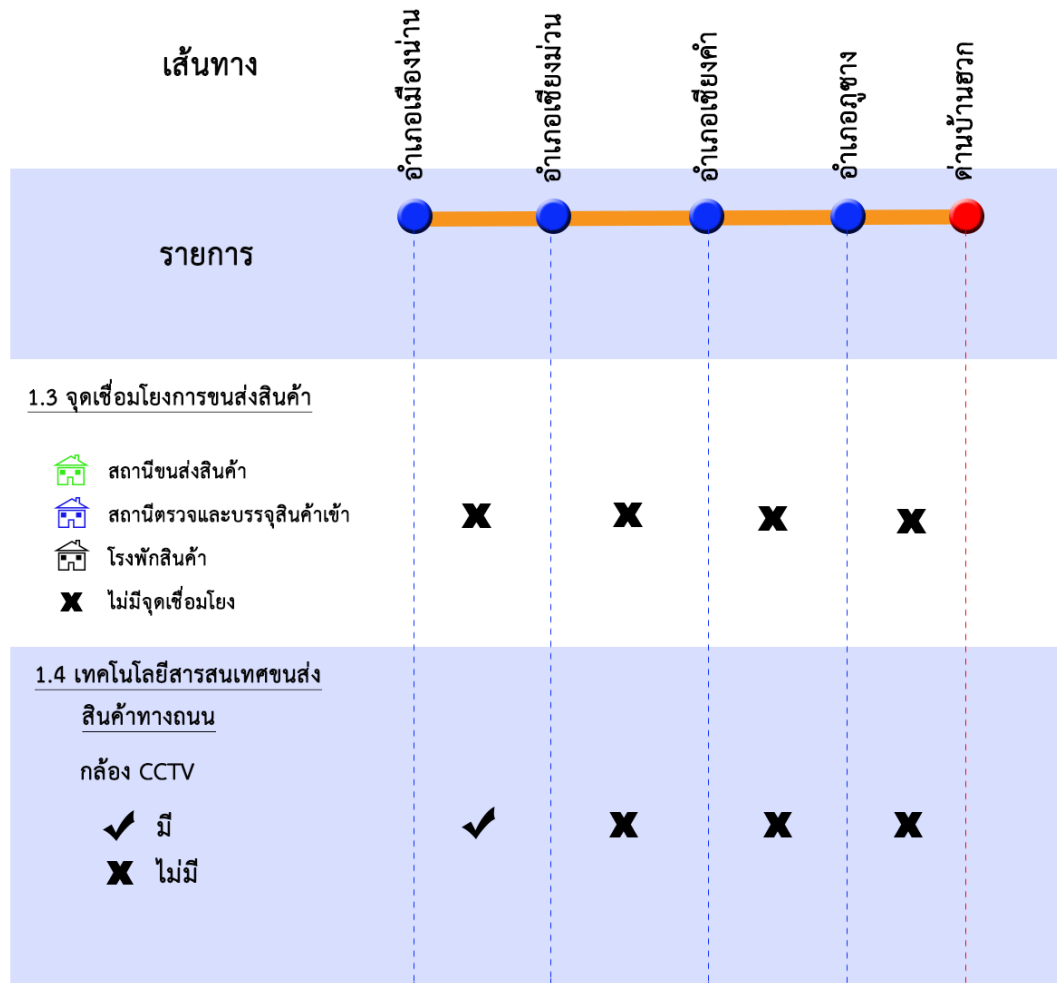 เส้นทาง
อำเภอเมืองน่าน
อำเภอเชียงม่วน
อำเภอเชียงคำ
อำเภอภูซาง
ด่านบ้านฮวก
รายการ
1.3 จุดเชื่อมโยงการขนส่งสินค้า
สถานีขนส่งสินค้า
สถานีตรวจและบรรจุสินค้าเข้า
โรงพักสินค้า
ไม่มีจุดเชื่อมโยง
1.4 เทคโนโลยีสารสนเทศขนส่ง
สินค้าทางถนน
กล้อง CCTV
มี
ไม่มี